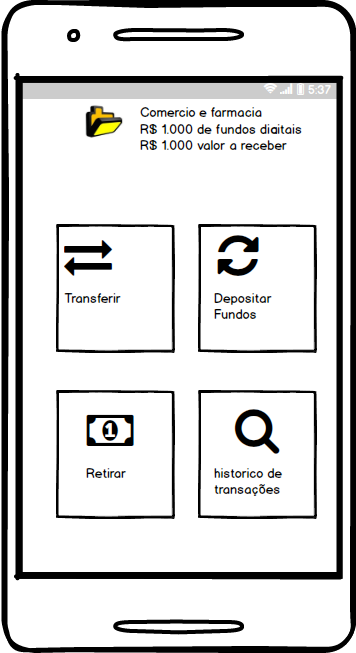 5:37
Comercio e farmacia
R$ 1.000 de fundos digitais
R$ 1.000 valor a receber
Transferir
Depositar
Fundos
1
Retirar
historico de
transações